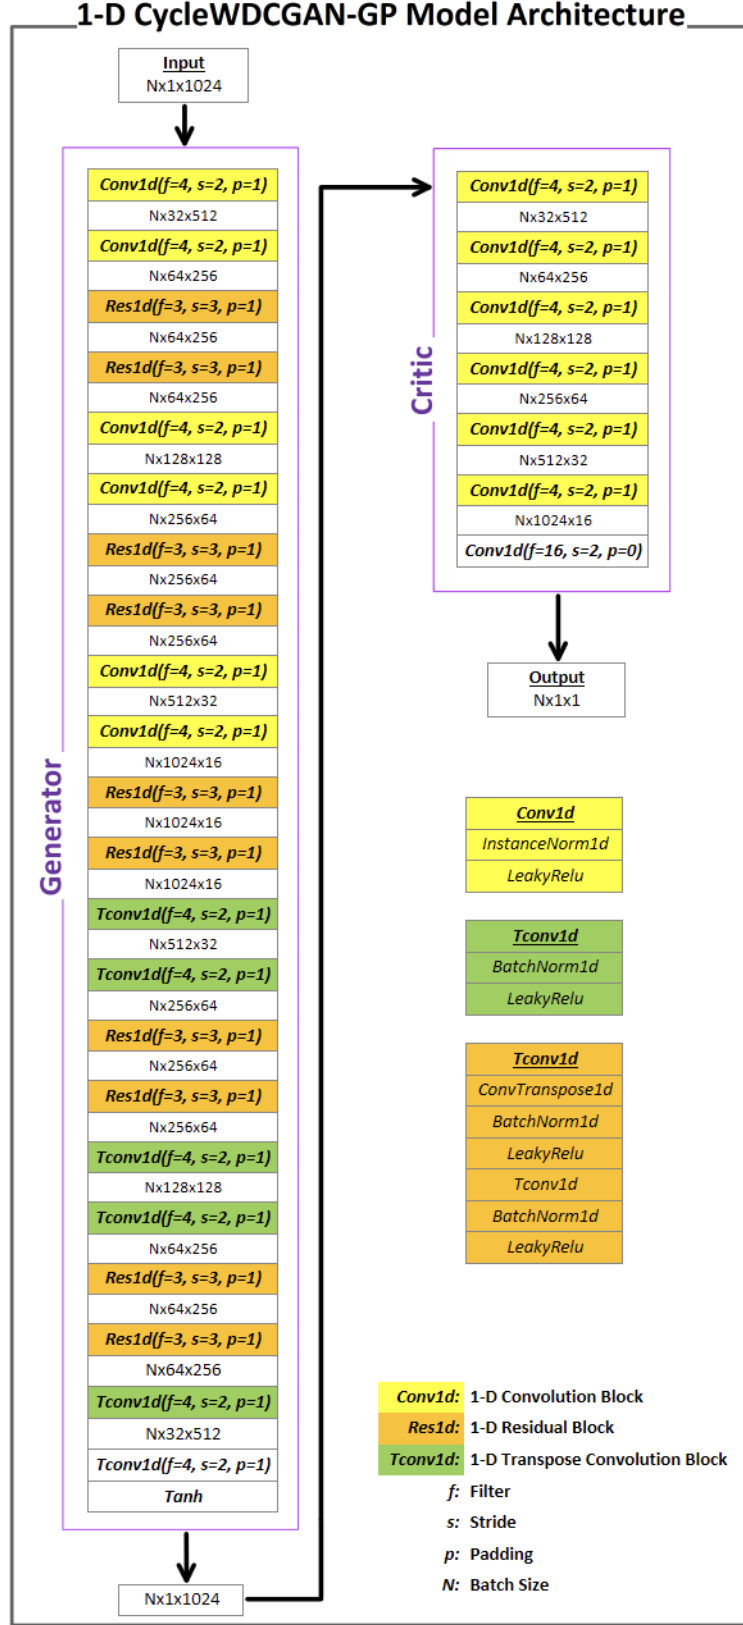 1-D CycleWDCGAN-GP Model Architecture
Input
Nx1x1024
Generator
Conv1d(f=4, s=2, p=1)
Nx32x512
Conv1d(f=4, s=2, p=1)
Nx64x256
Res1d(f=3, s=3, p=1)
Nx64x256
Res1d(f=3, s=3, p=1)
Nx64x256
Conv1d(f=4, s=2, p=1)
Nx128x128
Conv1d(f=4, s=2, p=1)
Nx256x64
Res1d(f=3, s=3, p=1)
Nx256x64
Res1d(f=3, s=3, p=1)
Nx256x64
Conv1d(f=4, s=2, p=1)
Nx512x32
Conv1d(f=4, s=2, p=1)
Nx1024x16
Res1d(f=3, s=3, p=1)
Nx1024x16
Res1d(f=3, s=3, p=1)
Nx1024x16
Tconv1d(f=4, s=2, p=1)
Nx512x32
Tconv1d(f=4, s=2, p=1)
Nx256x64
Res1d(f=3, s=3, p=1)
Nx256x64
Res1d(f=3, s=3, p=1)
Nx256x64
Tconv1d(f=4, s=2, p=1)
Nx128x128
Tconv1d(f=4, s=2, p=1)
Nx64x256
Res1d(f=3, s=3, p=1)
Nx64x256
Res1d(f=3, s=3, p=1)
Nx64x256
Tconv1d(f=4, s=2, p=1)
Nx32x512
Tconv1d(f=4, s=2, p=1)
Tanh
Nx1x1024
Critic
Conv1d(f=4, s=2, p=1)
Nx32x512
Conv1d(f=4, s=2, p=1)
Nx64x256
Conv1d(f=4, s=2, p=1)
Nx128x128
Conv1d(f=4, s=2, p=1)
Nx256x64
Conv1d(f=4, s=2, p=1)
Nx512x32
Conv1d(f=4, s=2, p=1)
Nx1024x16
Conv1d(f=16, s=2, p=0)
Output
Nx1x1
Conv1d
InstanceNorm1d
LeakyRelu
Tconv1d
BatchNorm1d
LeakyRelu
Tconv1d
ConvTranspose1d
BatchNorm1d
LeakyRelu
Tconv1d
BatchNorm1d
LeakyRelu
Conv1d: 1-D Convolution Block
Res1d: 1-D Residual Block
Tconv1d: 1-D Transpose Convolution Block
f: Filter
s: Stride
p: Padding
N: Batch Size